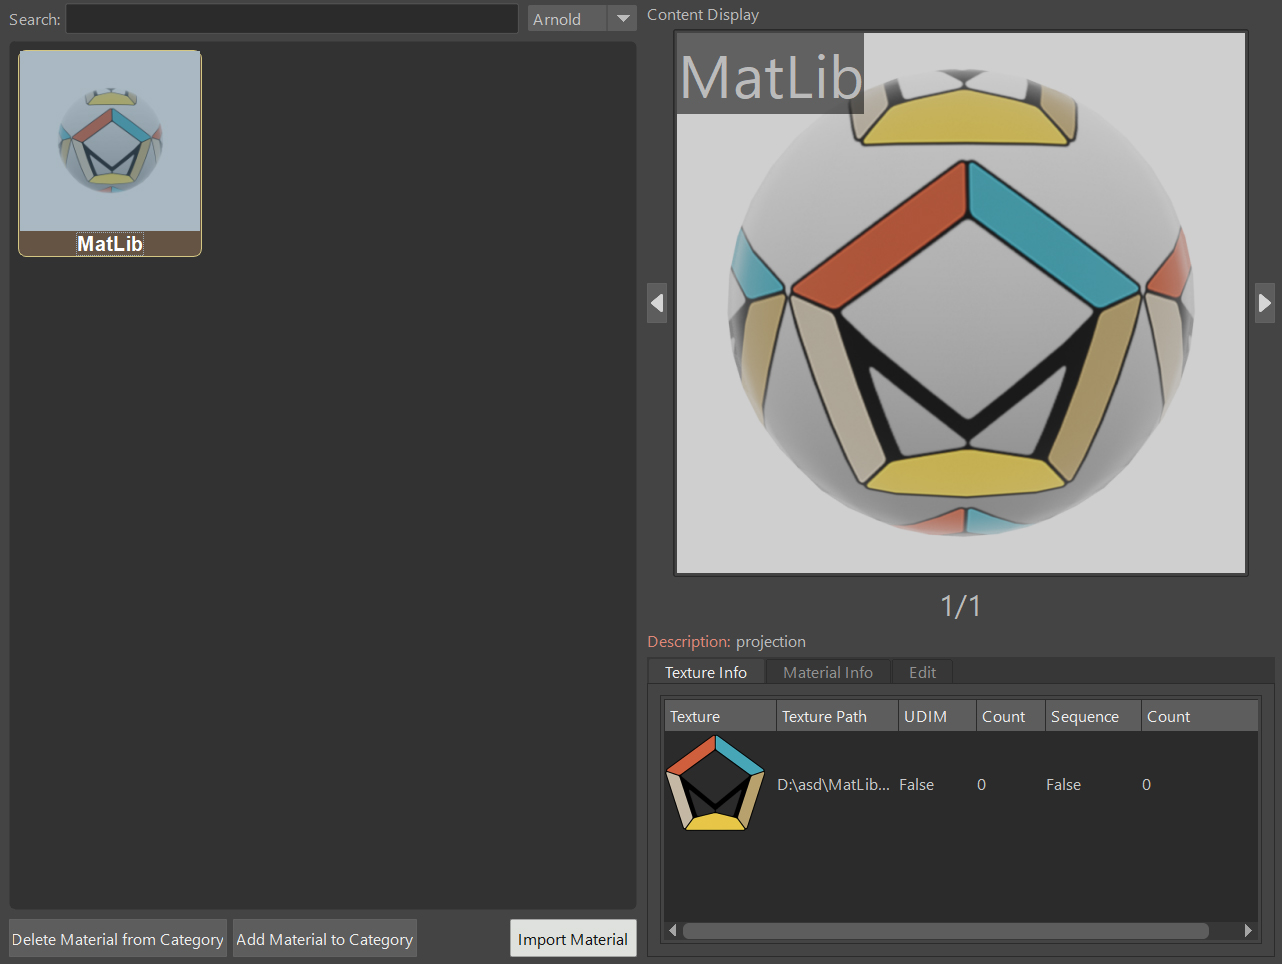 Search:
Arnold
MatLib
Delete Material from Category
Add Material to Category
Import Material
Content Display
MatLib
1/1
Description: projection
Texture Info
Material Info
Edit
Texture Texture Path UDIM Count Sequence Count
D:\asd\MatLib... False 0 False 0